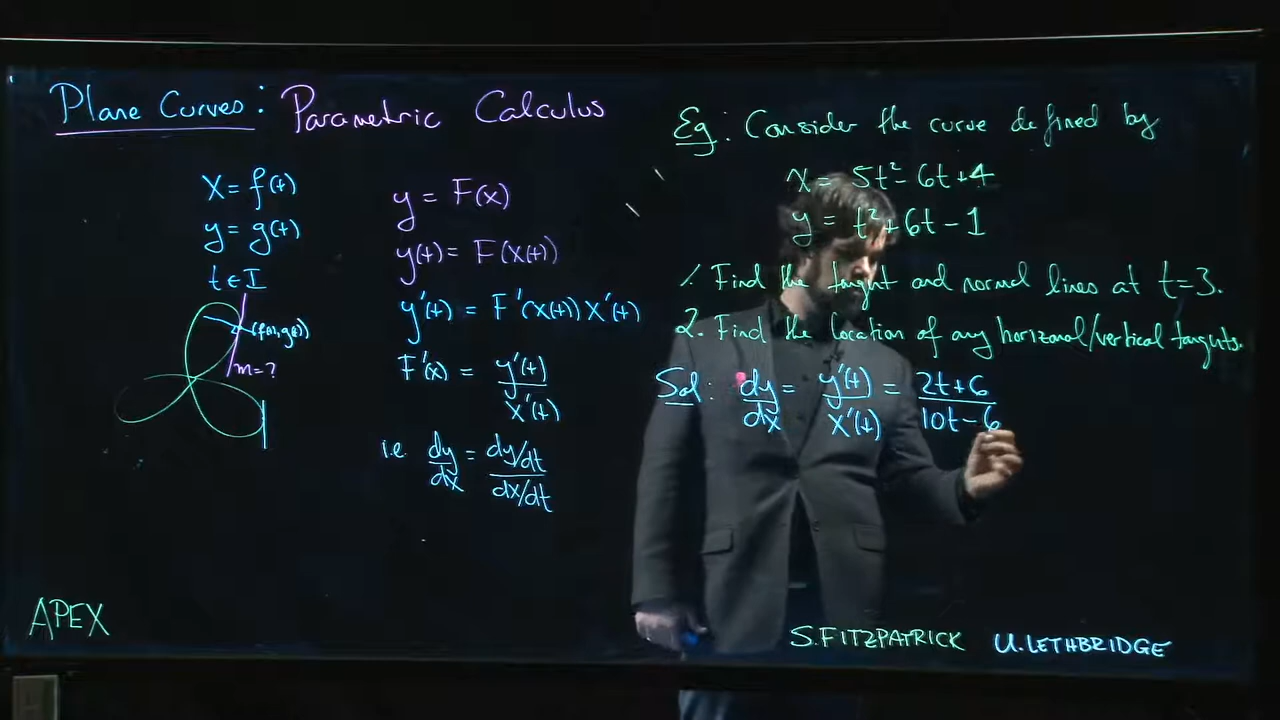 Plane Curves: Parametric Calculus
x = f(t)
y = g(t)
t ∈ I
(f(t), g(t))
m = ?
y = F(x)
y(t) = F(x(t))
y'(t) = F'(x(t)) x'(t)
F'(x) = y'(t)/x'(t)
i.e. dy/dx = (dy/dt)/(dx/dt)
APEX
Eg: Consider the curve defined by
x = 5t² - 6t + 4
y = t² + 6t - 1
1. Find the tangent and normal lines at t=3.
2. Find the location of any horizonal/vertical tangents.
Sol: dy/dx = y'(t)/x'(t) = (2t+6)/(10t-6)
S. FITZPATRICK U. LETHBRIDGE